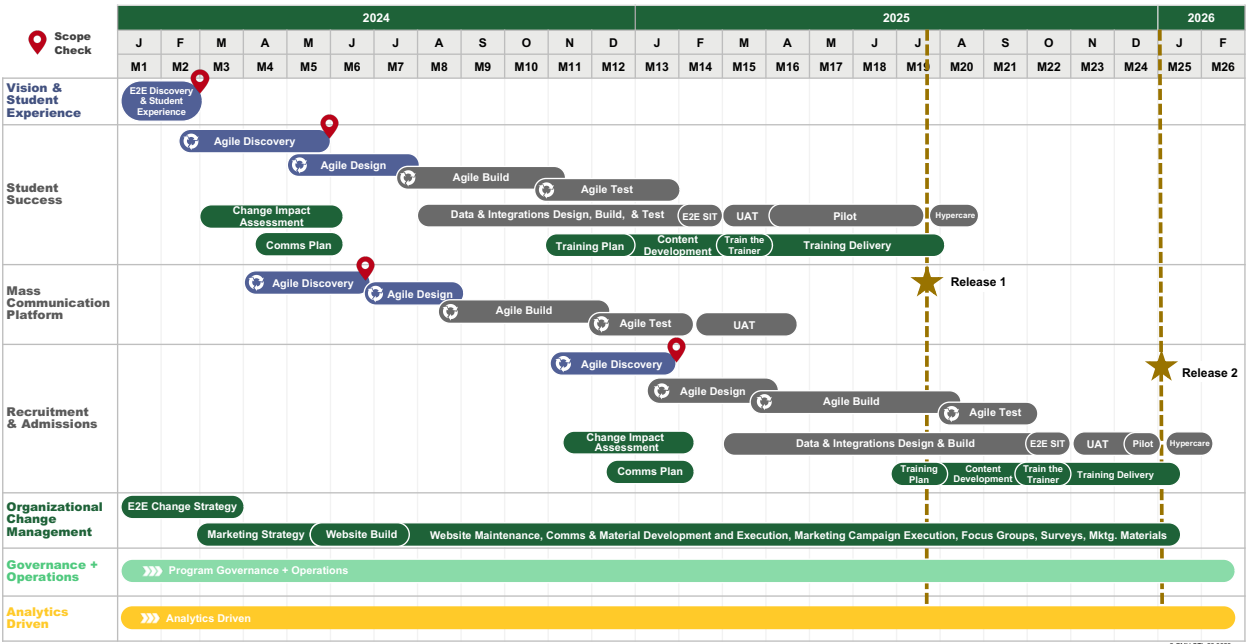 Scope
Check
2024
2025
2026
J F M A M J J A S O N D J F M A M J J A S O N D J F
M1 M2 M3 M4 M5 M6 M7 M8 M9 M10 M11 M12 M13 M14 M15 M16 M17 M18 M19 M20 M21 M22 M23 M24 M25 M26
Vision &
Student
Experience
E2E Discovery
& Student
Experience
Student
Success
Agile Discovery
Agile Design
Agile Build
Agile Test
Change Impact
Assessment
Data & Integrations Design, Build, & Test
E2E SIT
UAT
Pilot
Hypercare
Comms Plan
Training Plan
Content
Development
Train the
Trainer
Training Delivery
Mass
Communication
Platform
Agile Discovery
Agile Design
Agile Build
Agile Test
UAT
Release 1
Recruitment
& Admissions
Agile Discovery
Agile Design
Agile Build
Agile Test
Release 2
Change Impact
Assessment
Data & Integrations Design & Build
E2E SIT
UAT
Pilot
Hypercare
Comms Plan
Training
Plan
Content
Development
Train the
Trainer
Training Delivery
Organizational
Change
Management
E2E Change Strategy
Marketing Strategy
Website Build
Website Maintenance, Comms & Material Development and Execution, Marketing Campaign Execution, Focus Groups, Surveys, Mktg. Materials
Governance +
Operations
Program Governance + Operations
Analytics
Driven
Analytics Driven